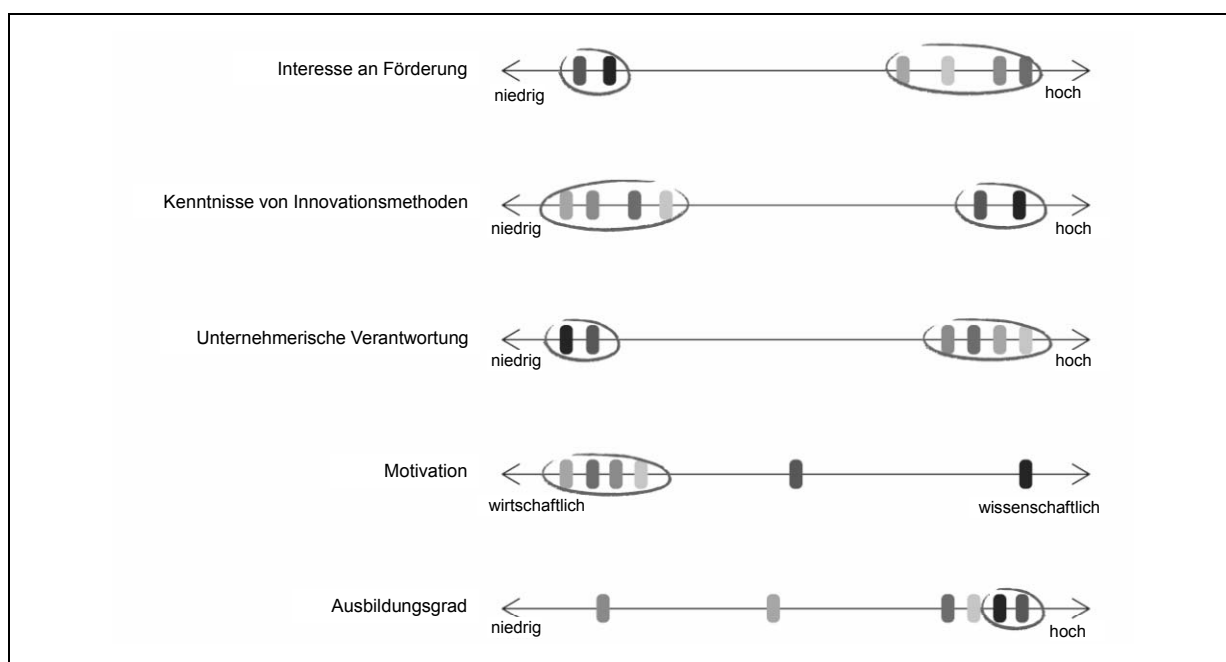 Interesse an Förderung
niedrig
hoch
Kenntnisse von Innovationsmethoden
niedrig
hoch
Unternehmerische Verantwortung
niedrig
hoch
Motivation
wirtschaftlich
wissenschaftlich
Ausbildungsgrad
niedrig
hoch